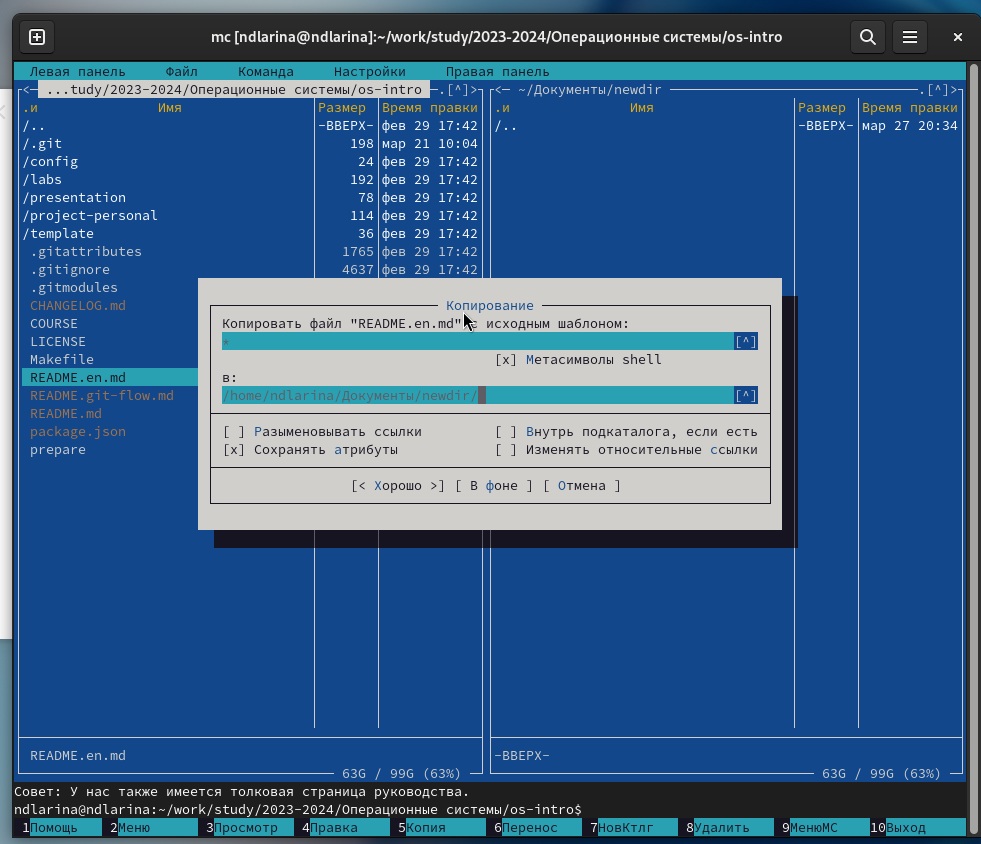 mc [ndlarina@ndlarina]:~/work/study/2023-2024/Операционные системы/os-intro
Левая панель Файл Команда Настройки Правая панель
<─ ...tudy/2023-2024/Операционные системы/os-intro ─.[^]>
.и Имя Размер Время правки
/.. -ВВЕРХ- фев 29 17:42
/.git 198 мар 21 10:04
/config 24 фев 29 17:42
/labs 192 фев 29 17:42
/presentation 78 фев 29 17:42
/project-personal 114 фев 29 17:42
/template 36 фев 29 17:42
.gitattributes 1765 фев 29 17:42
.gitignore 4637 фев 29 17:42
.gitmodules
CHANGELOG.md
COURSE
LICENSE
Makefile
README.en.md
README.git-flow.md
README.md
package.json
prepare
README.en.md
63G / 99G (63%)
<─ ~/Документы/newdir ─.[^]>
.и Имя Размер Время правки
/.. -ВВЕРХ- мар 27 20:34
-ВВЕРХ-
63G / 99G (63%)
Копирование
Копировать файл "README.en.md" с исходным шаблоном:
* [^]
[x] Метасимволы shell
в:
/home/ndlarina/Документы/newdir/ [^]
[ ] Разыменовывать ссылки [ ] Внутрь подкаталога, если есть
[x] Сохранять атрибуты [ ] Изменять относительные ссылки
[< Хорошо >] [ В фоне ] [ Отмена ]
Совет: У нас также имеется толковая страница руководства.
ndlarina@ndlarina:~/work/study/2023-2024/Операционные системы/os-intro$
1Помощь 2Меню 3Просмотр 4Правка 5Копия 6Перенос 7НовКтлг 8Удалить 9МенюМС 10Выход